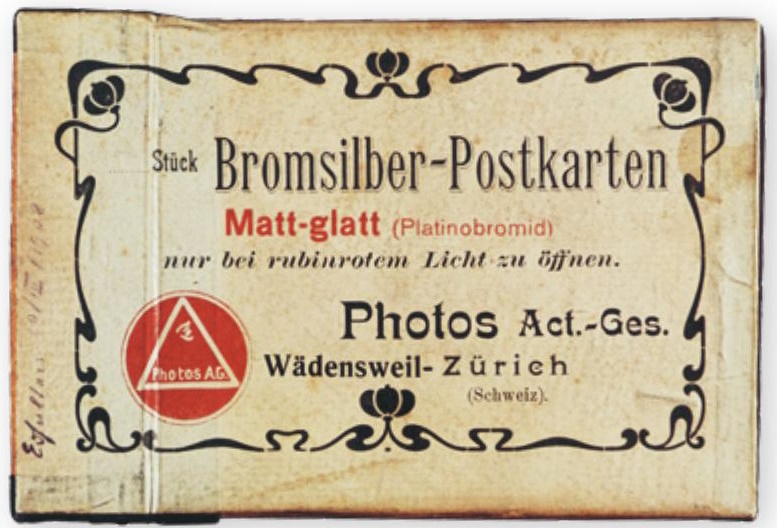 Stück Bromsilber-Postkarten
Matt-glatt (Platinobromid)
nur bei rubinrotem Licht zu öffnen.
Photos Act.-Ges.
Wädensweil-Zürich
(Schweiz).
Photos A.G.